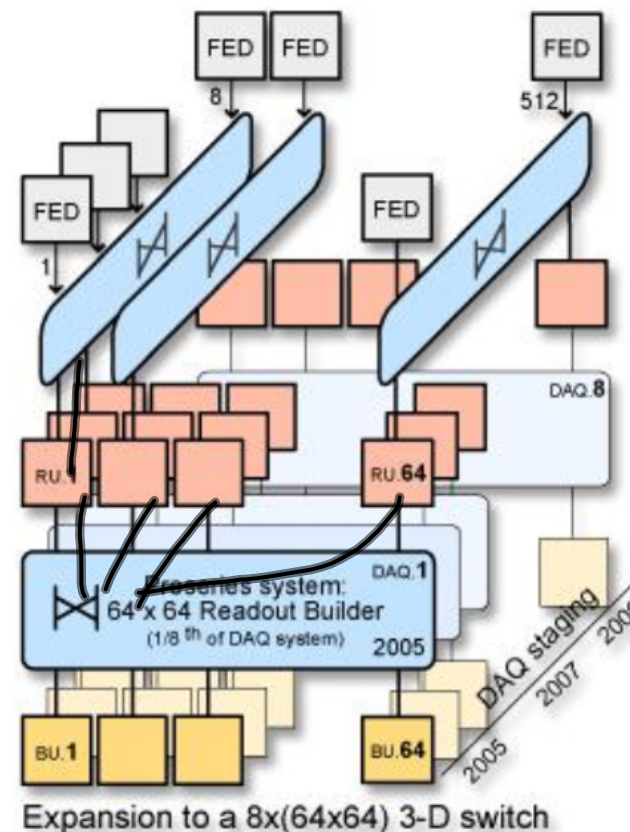 FED FED FED
8 512
FED FED
1
DAQ.8
RU.1 RU.64
DAQ.1
Preseries system:
64 x 64 Readout Builder
(1/8 th of DAQ system) 2005
DAQ staging
2005 2007
BU.1 BU.64
Expansion to a 8x(64x64) 3-D switch